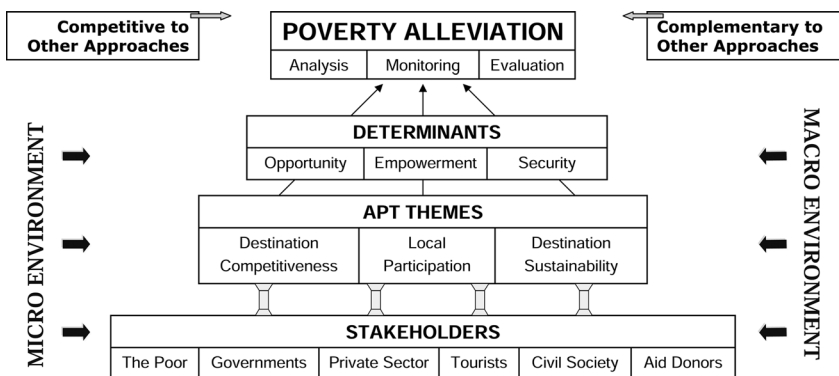 Competitive to
Other Approaches
POVERTY ALLEVIATION
Complementary to
Other Approaches
Analysis Monitoring Evaluation
MICRO ENVIRONMENT
MACRO ENVIRONMENT
DETERMINANTS
Opportunity Empowerment Security
APT THEMES
Destination
Competitiveness
Local
Participation
Destination
Sustainability
STAKEHOLDERS
The Poor Governments Private Sector Tourists Civil Society Aid Donors